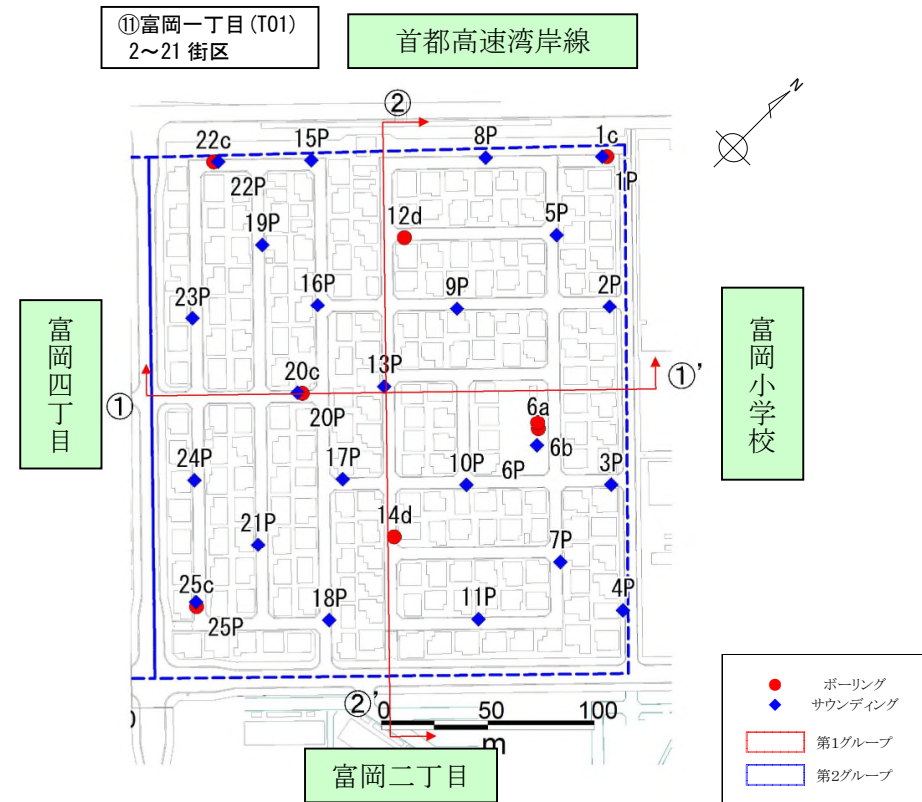 ⑪富岡一丁目(T01)
2～21 街区
首都高速湾岸線
N
②
22c
15P
8P
1c
22P
1P
19P
12d
5P
23P
16P
9P
2P
富岡四丁目
富岡小学校
13P
①'
20c
①
20P
6a
6b
24P
17P
10P
6P
3P
14d
21P
7P
25c
4P
25P
18P
11P
②'
0
50
100
m
富岡二丁目
ボーリング
サウンディング
第1グループ
第2グループ